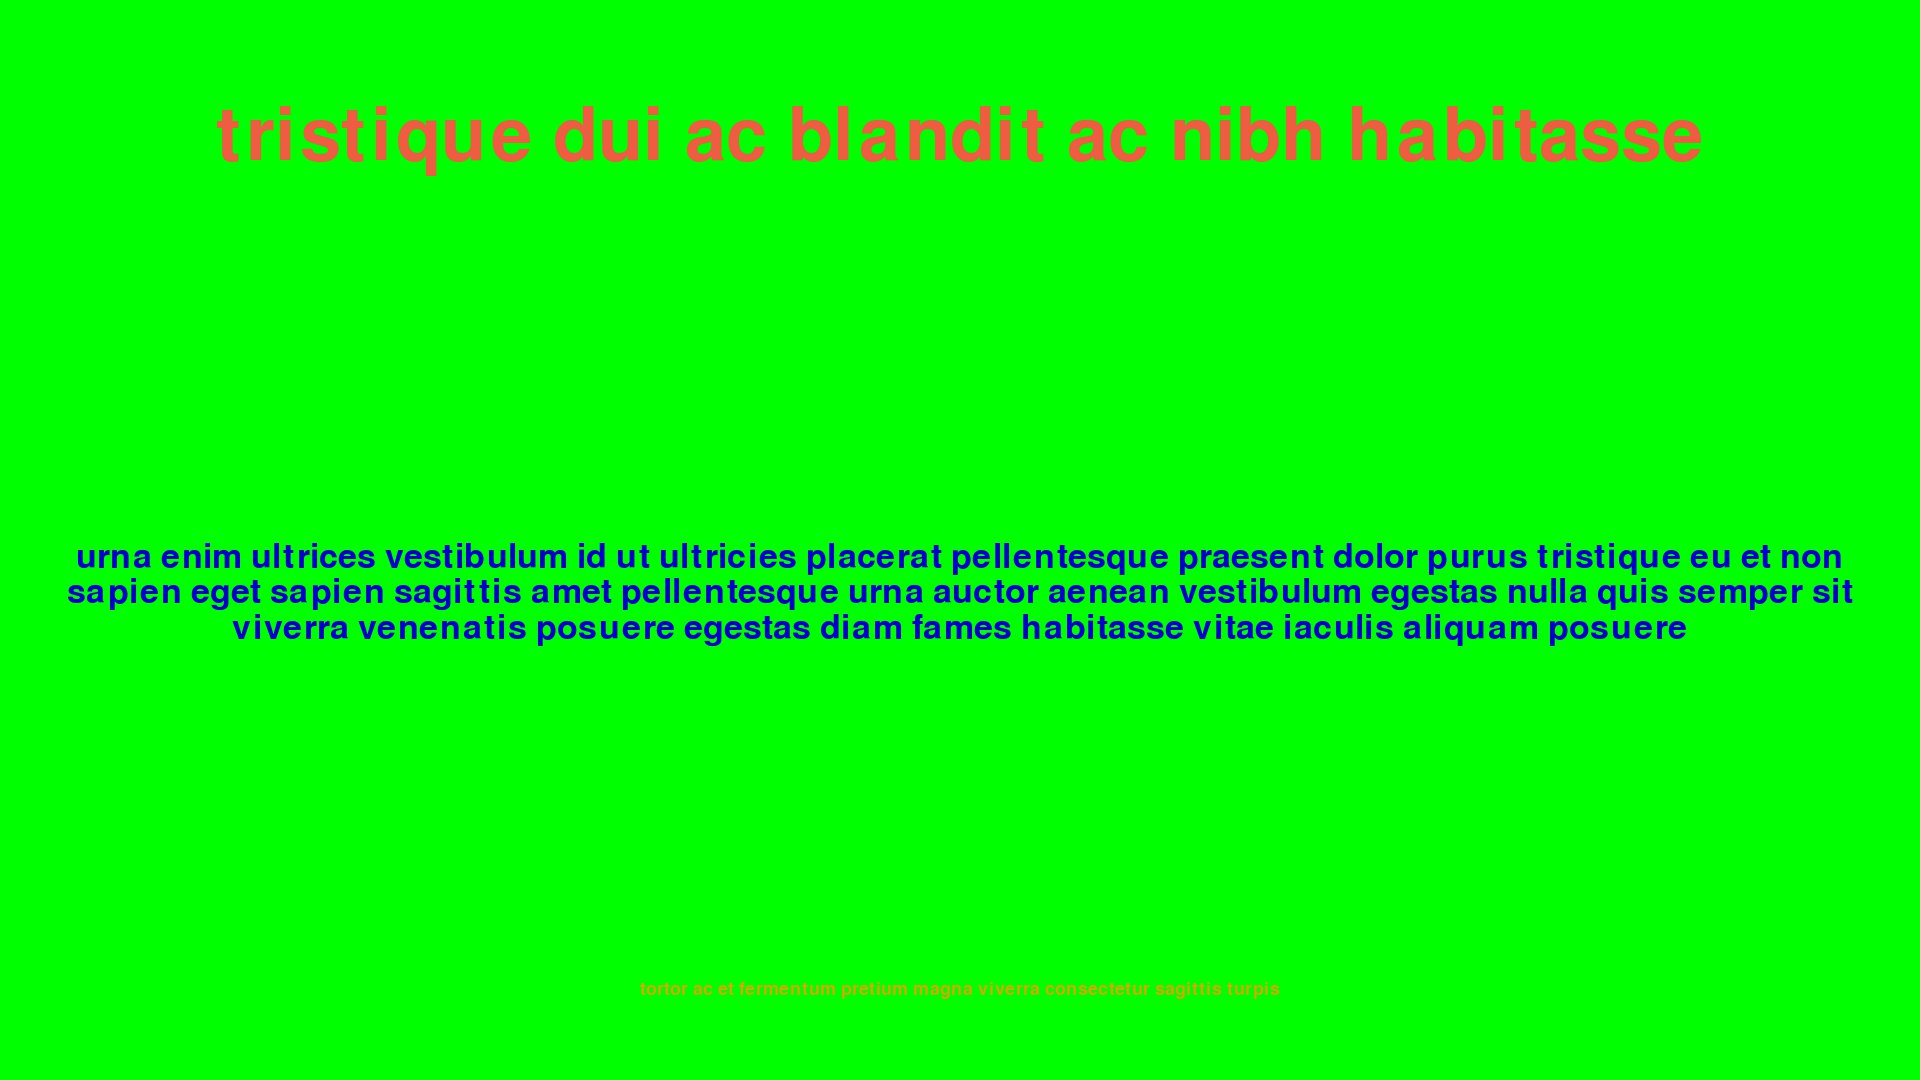 tristique dui ac blandit ac nibh habitasse
urna enim ultrices vestibulum id ut ultricies placerat pellentesque praesent dolor purus tristique eu et non
sapien eget sapien sagittis amet pellentesque urna auctor aenean vestibulum egestas nulla quis semper sit
viverra venenatis posuere egestas diam fames habitasse vitae iaculis aliquam posuere
tortor ac et fermentum pretium magna viverra consectetur sagittis turpis